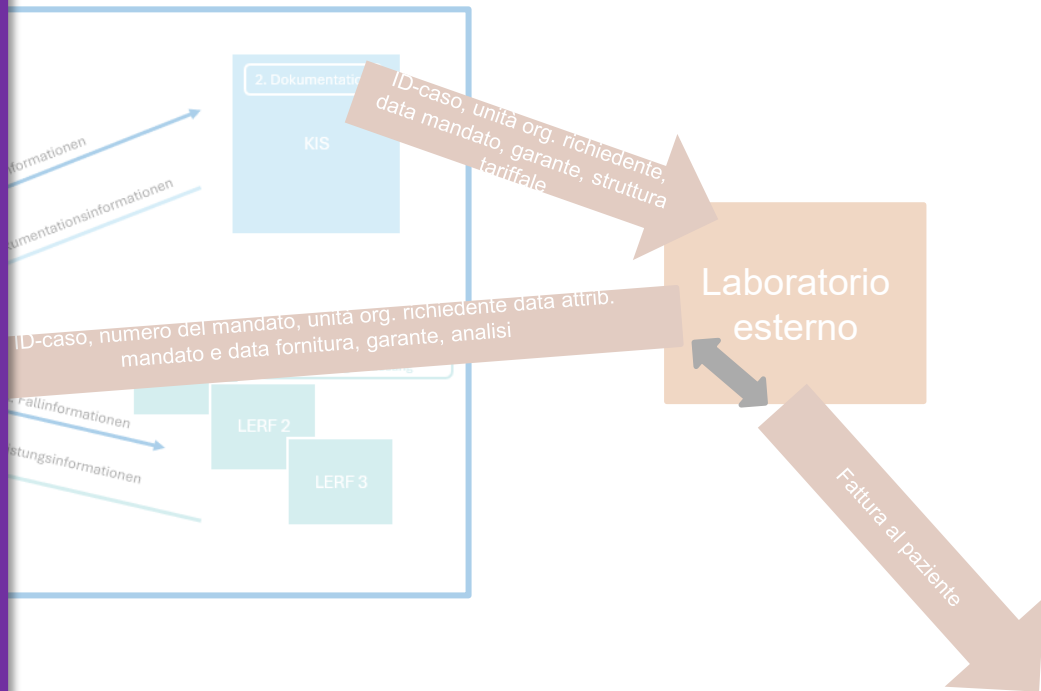 2. Dokumentatio
KIS
ID-caso, unità org. richiedente,
data mandato, garante, struttura
tariffale
formationen
umentationsinformationen
Laboratorio
esterno
ID-caso, numero del mandato, unità org. richiedente data attrib.
mandato e data fornitura, garante, analisi
Fallinformationen
stungsinformationen
LERF 2
LERF 3
Fattura al paziente